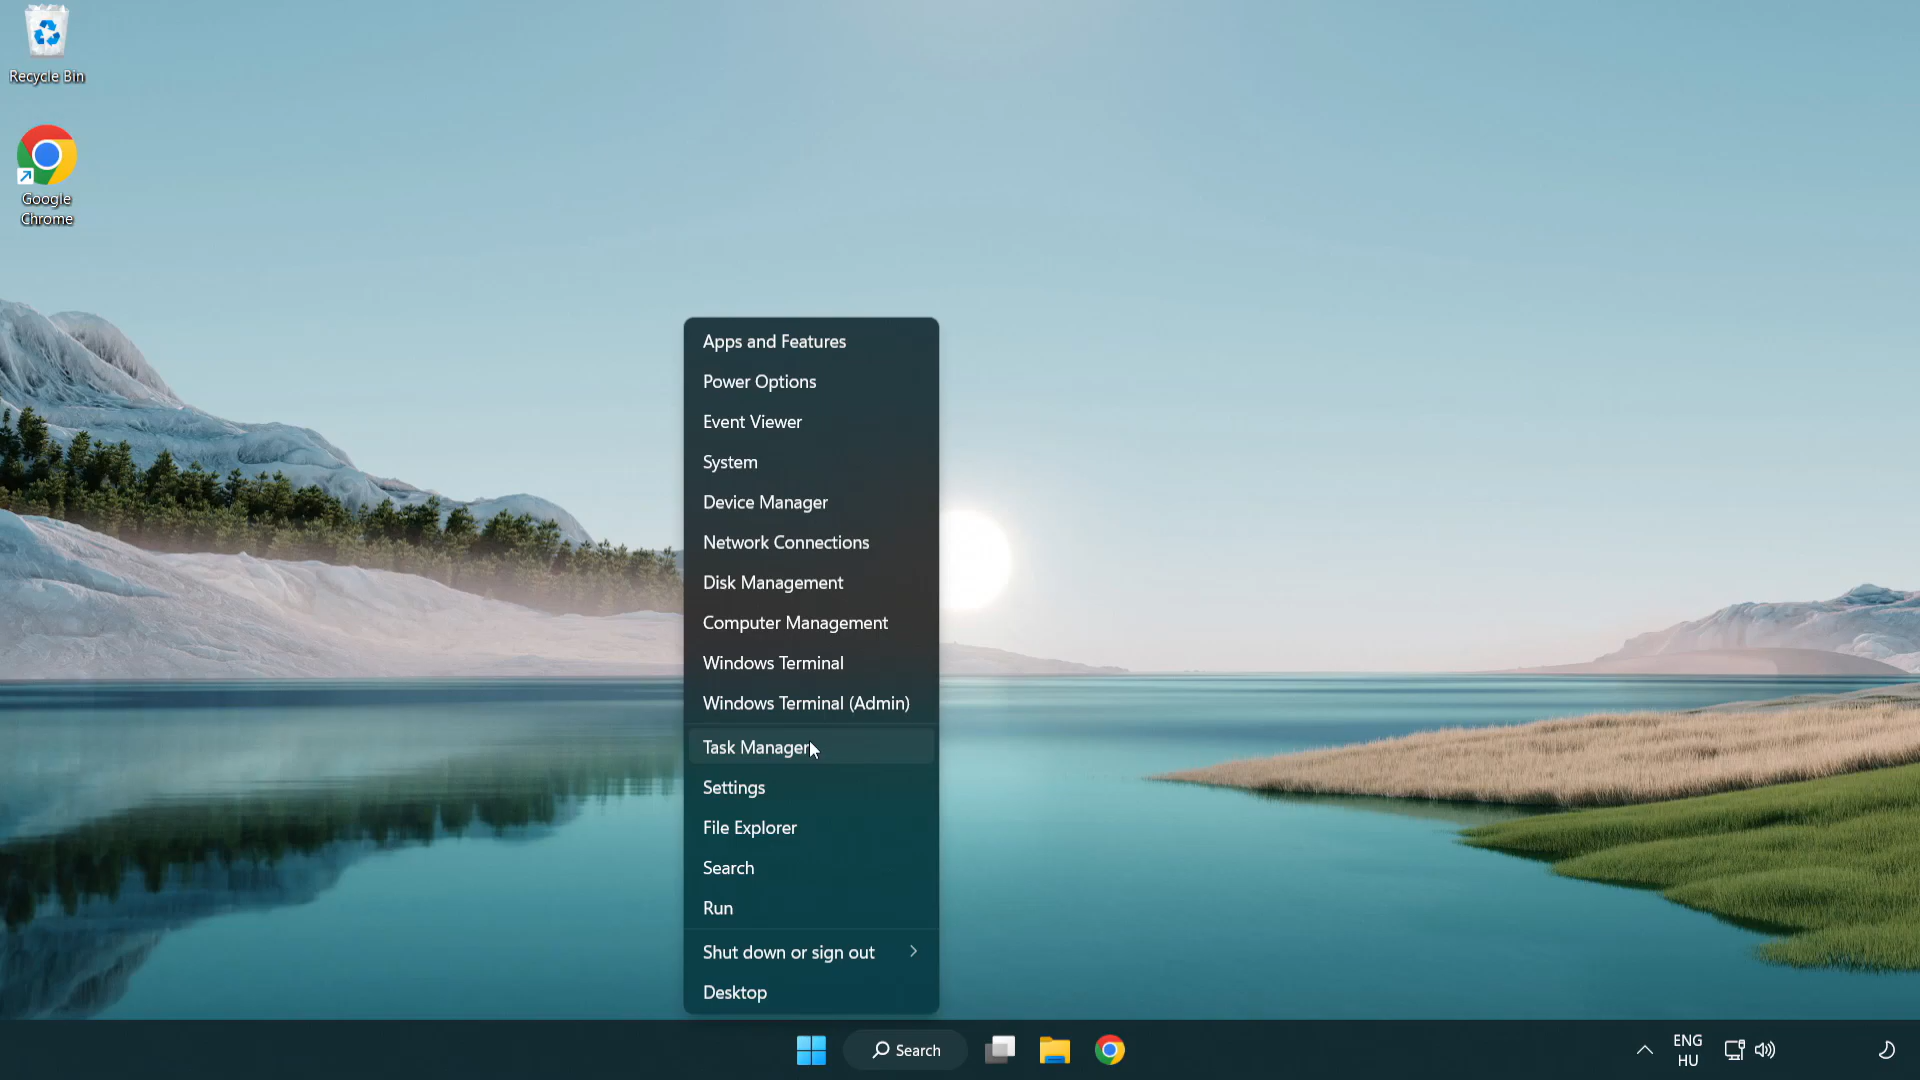 Recycle Bin
Google
Chrome
Apps and Features
Power Options
Event Viewer
System
Device Manager
Network Connections
Disk Management
Computer Management
Windows Terminal
Windows Terminal (Admin)
Task Manager
Settings
File Explorer
Search
Run
Shut down or sign out
Desktop
Search
ENG
HU